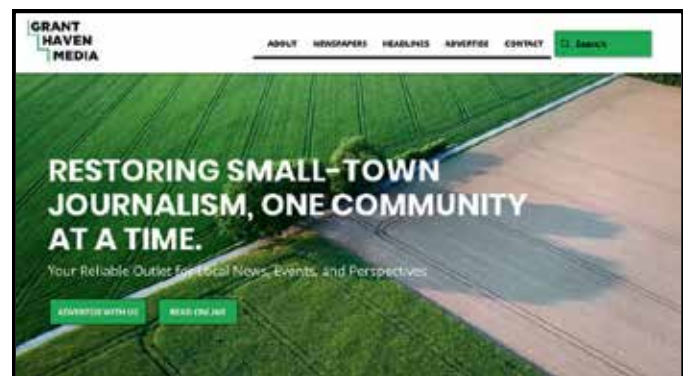 GRANT
HAVEN
MEDIA
ABOUT NEWSPAPERS HEADLINES ADVERTISE CONTACT Search
RESTORING SMALL-TOWN
JOURNALISM, ONE COMMUNITY
AT A TIME.
Your Reliable Outlet for Local News, Events, and Perspectives
ADVERTISE WITH US READ ONLINE